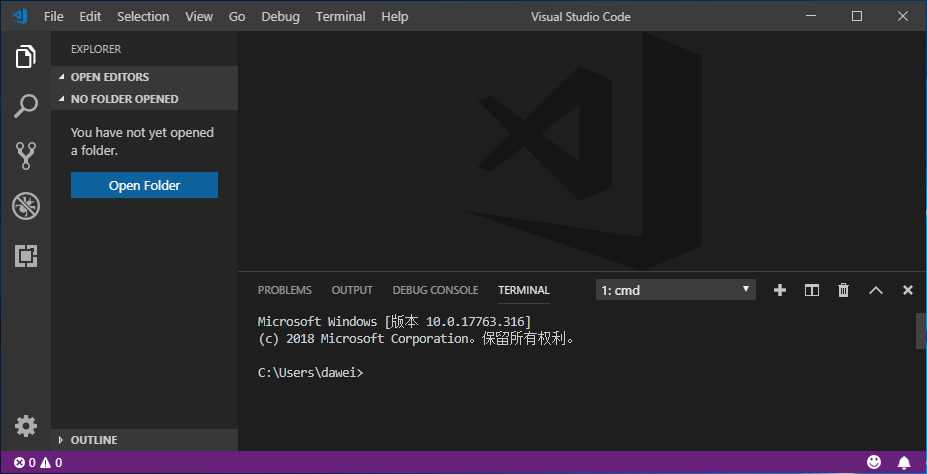 File Edit Selection View Go Debug Terminal Help Visual Studio Code
EXPLORER
OPEN EDITORS
NO FOLDER OPENED
You have not yet opened
a folder.
Open Folder
PROBLEMS OUTPUT DEBUG CONSOLE TERMINAL 1: cmd
Microsoft Windows [版本 10.0.17763.316]
(c) 2018 Microsoft Corporation。保留所有权利。
C:\Users\dawei>
OUTLINE
0 0